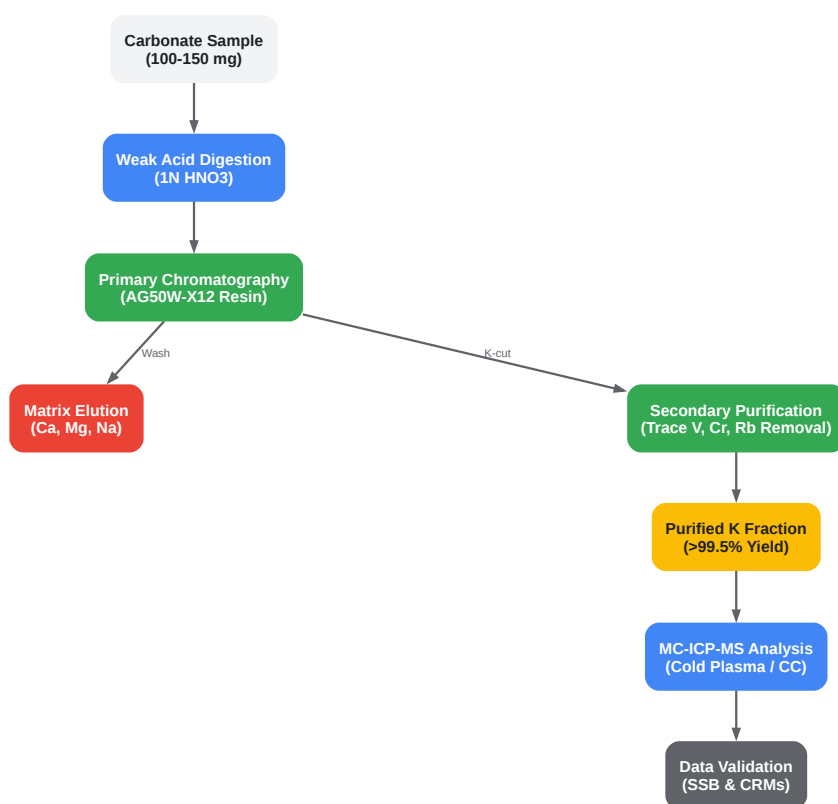 Carbonate Sample
(100-150 mg)
Weak Acid Digestion
(1N HNO3)
Primary Chromatography
(AG50W-X12 Resin)
Wash
K-cut
Matrix Elution
(Ca, Mg, Na)
Secondary Purification
(Trace V, Cr, Rb Removal)
Purified K Fraction
(>99.5% Yield)
MC-ICP-MS Analysis
(Cold Plasma / CC)
Data Validation
(SSB & CRMs)